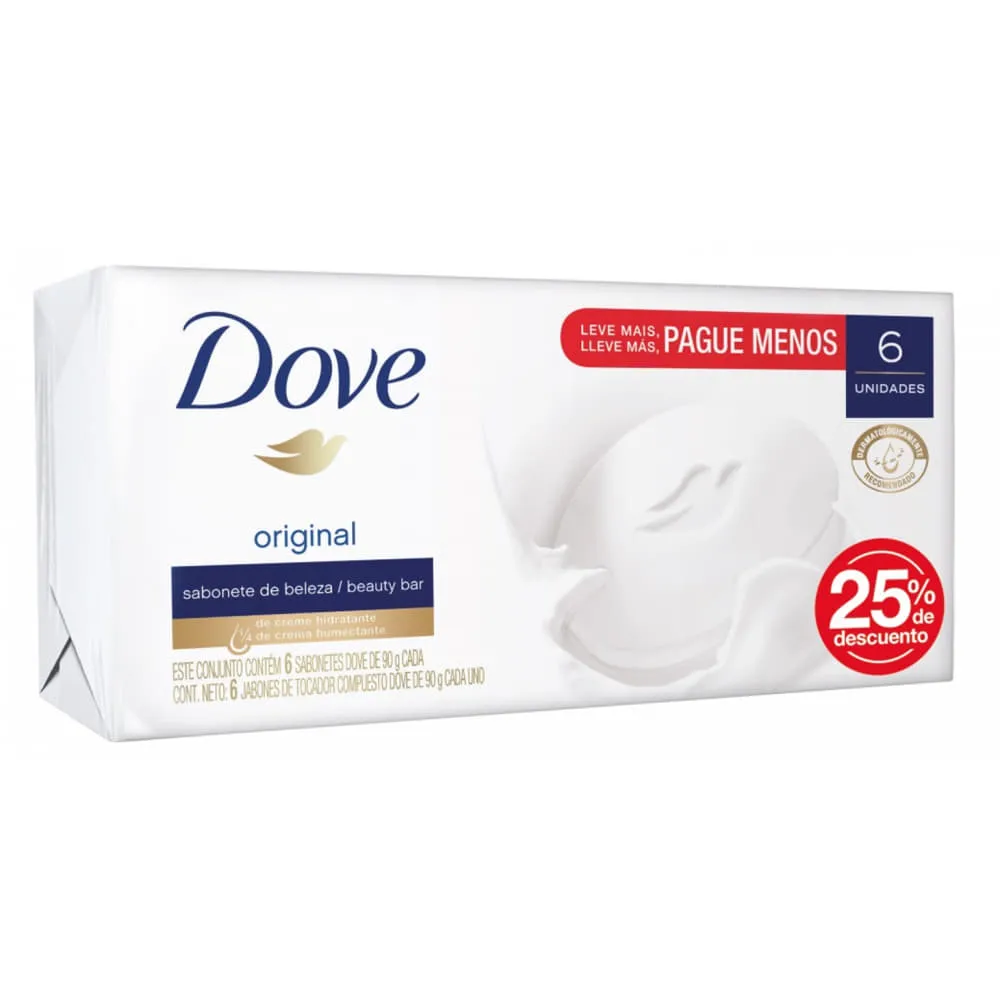 Dove
original
sabonete de beleza / beauty bar
¼ de creme hidratante
de crema humectante
ESTE CONJUNTO CONTÉM 6 SABONETES DOVE DE 90 g CADA
CONT. NETO: 6 JABONES DE TOCADOR COMPUESTO DOVE DE 90 g CADA UNO
LEVE MAIS,
LLEVE MÁS, PAGUE MENOS
6
UNIDADES
DERMATOLOGICAMENTE
RECOMENDADO
25%
de
descuento